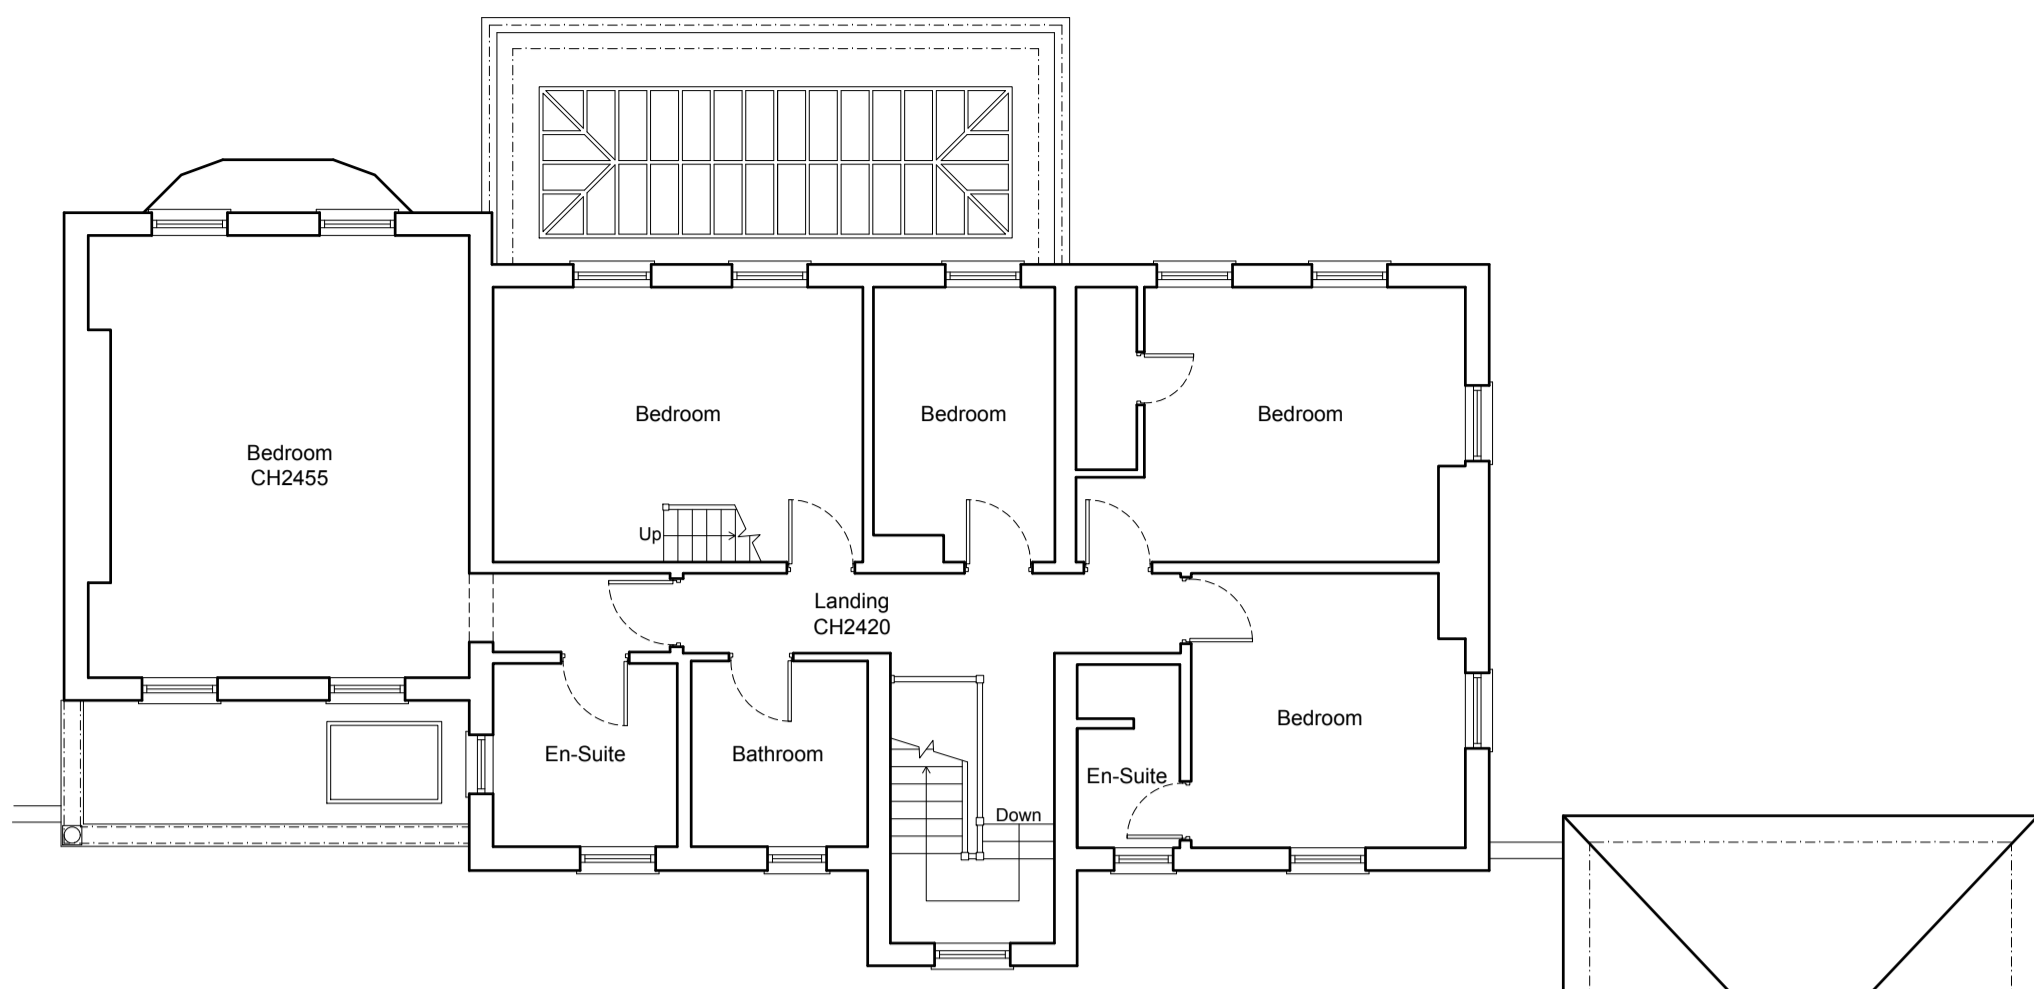 Bedroom
CH2455
Bedroom
Up
Bedroom
Bedroom
Landing
CH2420
En-Suite
Bathroom
Down
En-Suite
Bedroom